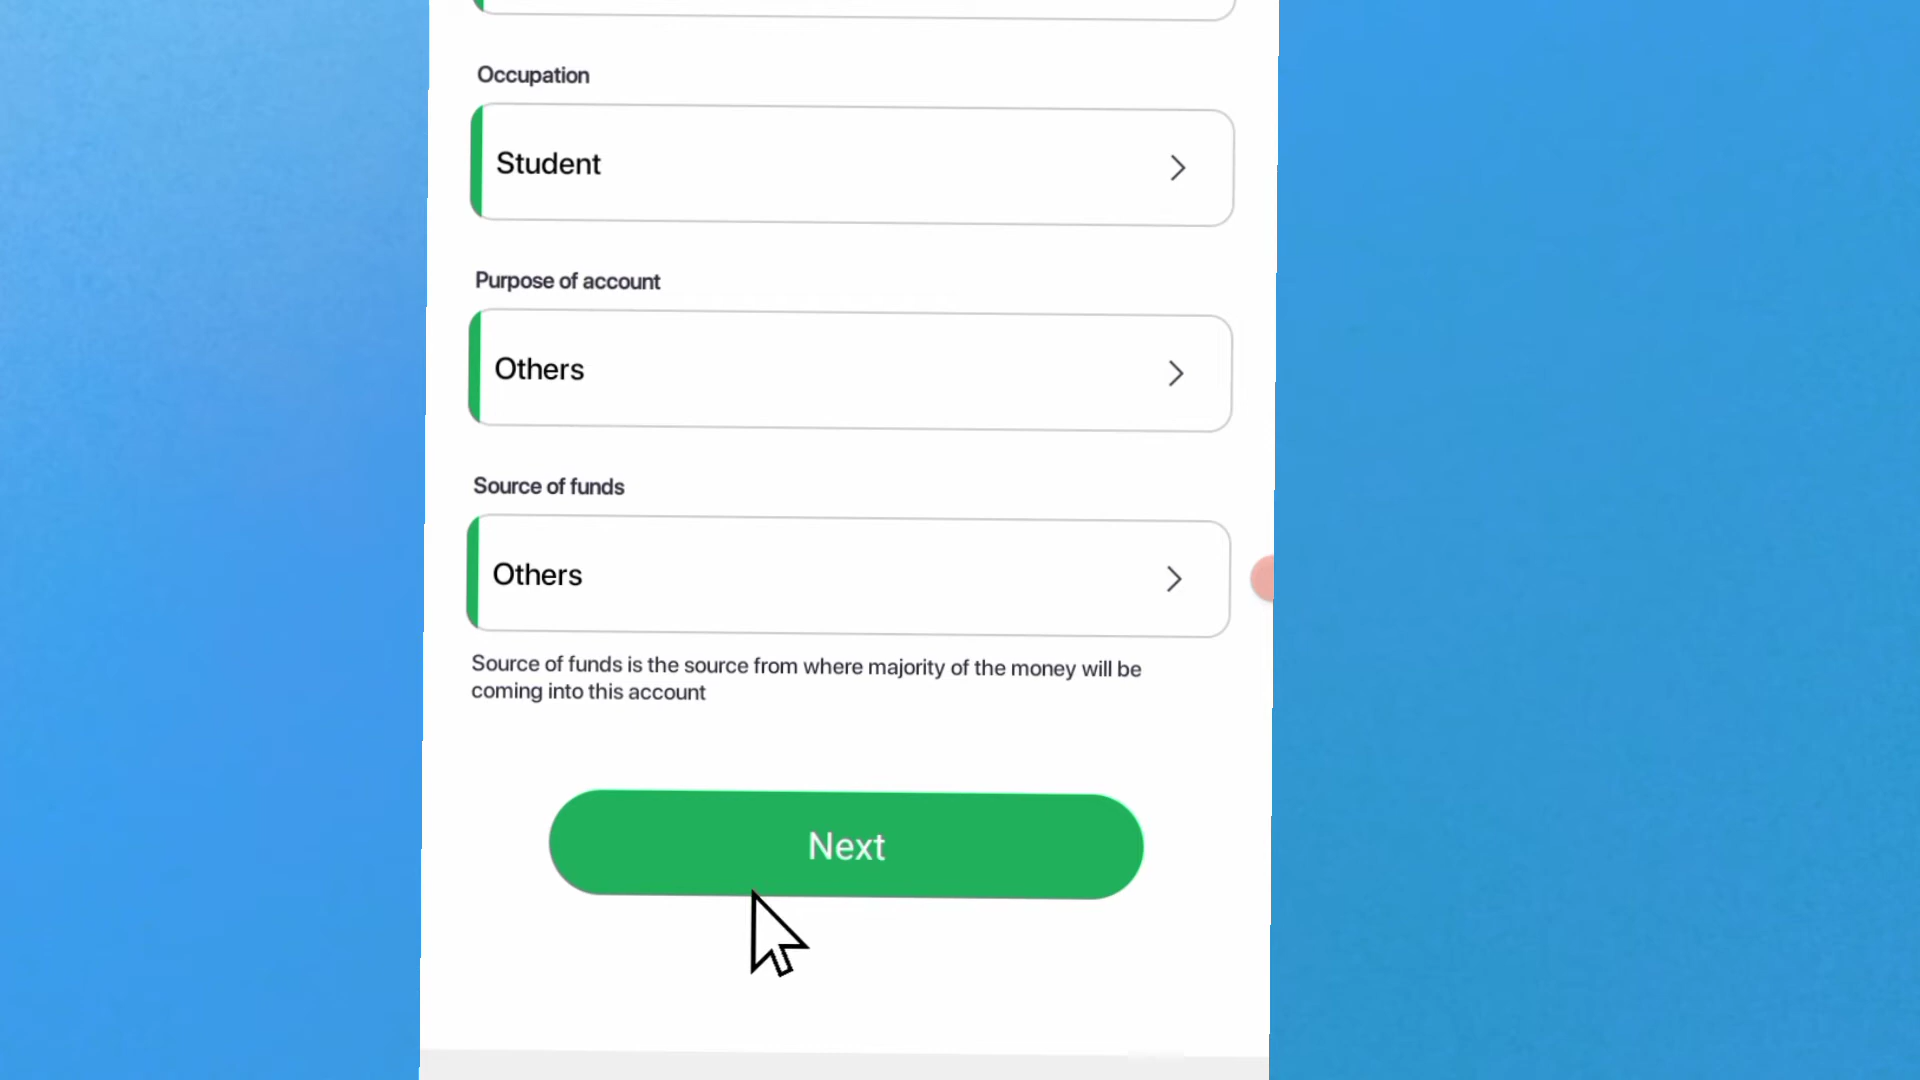 Occupation
Student
Purpose of account
Others
Source of funds
Others
Source of funds is the source from where majority of the money will be
coming into this account
Next